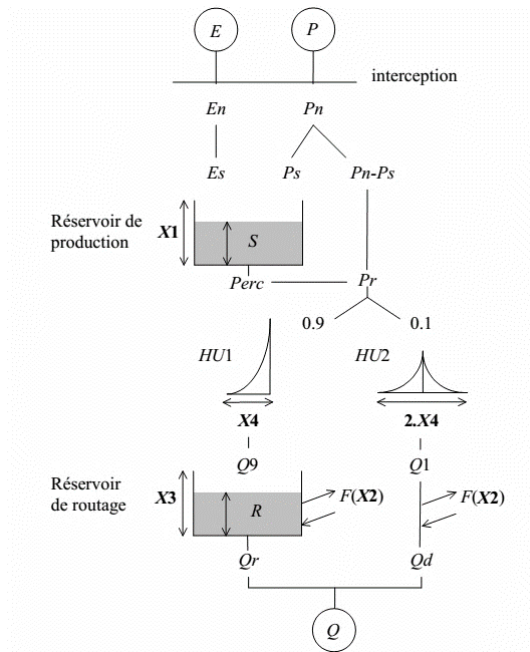 E P
interception
En Pn
Es Ps Pn-Ps
Réservoir de
production
X1
S
Perc Pr
0.9 0.1
HU1 HU2
X4 2.X4
Q9 Q1
Réservoir
de routage
X3
R
F(X2) F(X2)
Qr Qd
Q